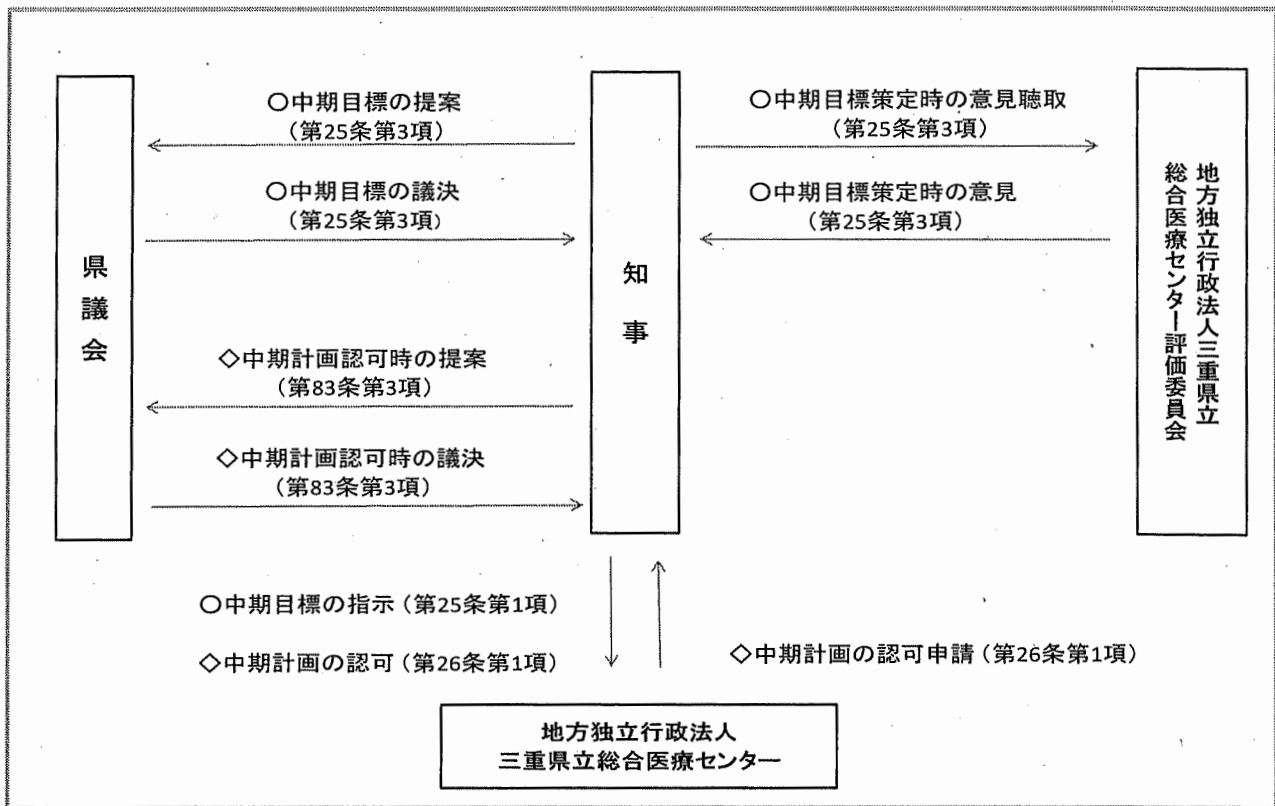 県議会
○中期目標の提案
（第25条第3項）
○中期目標の議決
（第25条第3項）
◇中期計画認可時の提案
（第83条第3項）
◇中期計画認可時の議決
（第83条第3項）
知事
○中期目標策定時の意見聴取
（第25条第3項）
○中期目標策定時の意見
（第25条第3項）
地方独立行政法人三重県立
総合医療センター評価委員会
○中期目標の指示（第25条第1項）
◇中期計画の認可（第26条第1項）
◇中期計画の認可申請（第26条第1項）
地方独立行政法人
三重県立総合医療センター